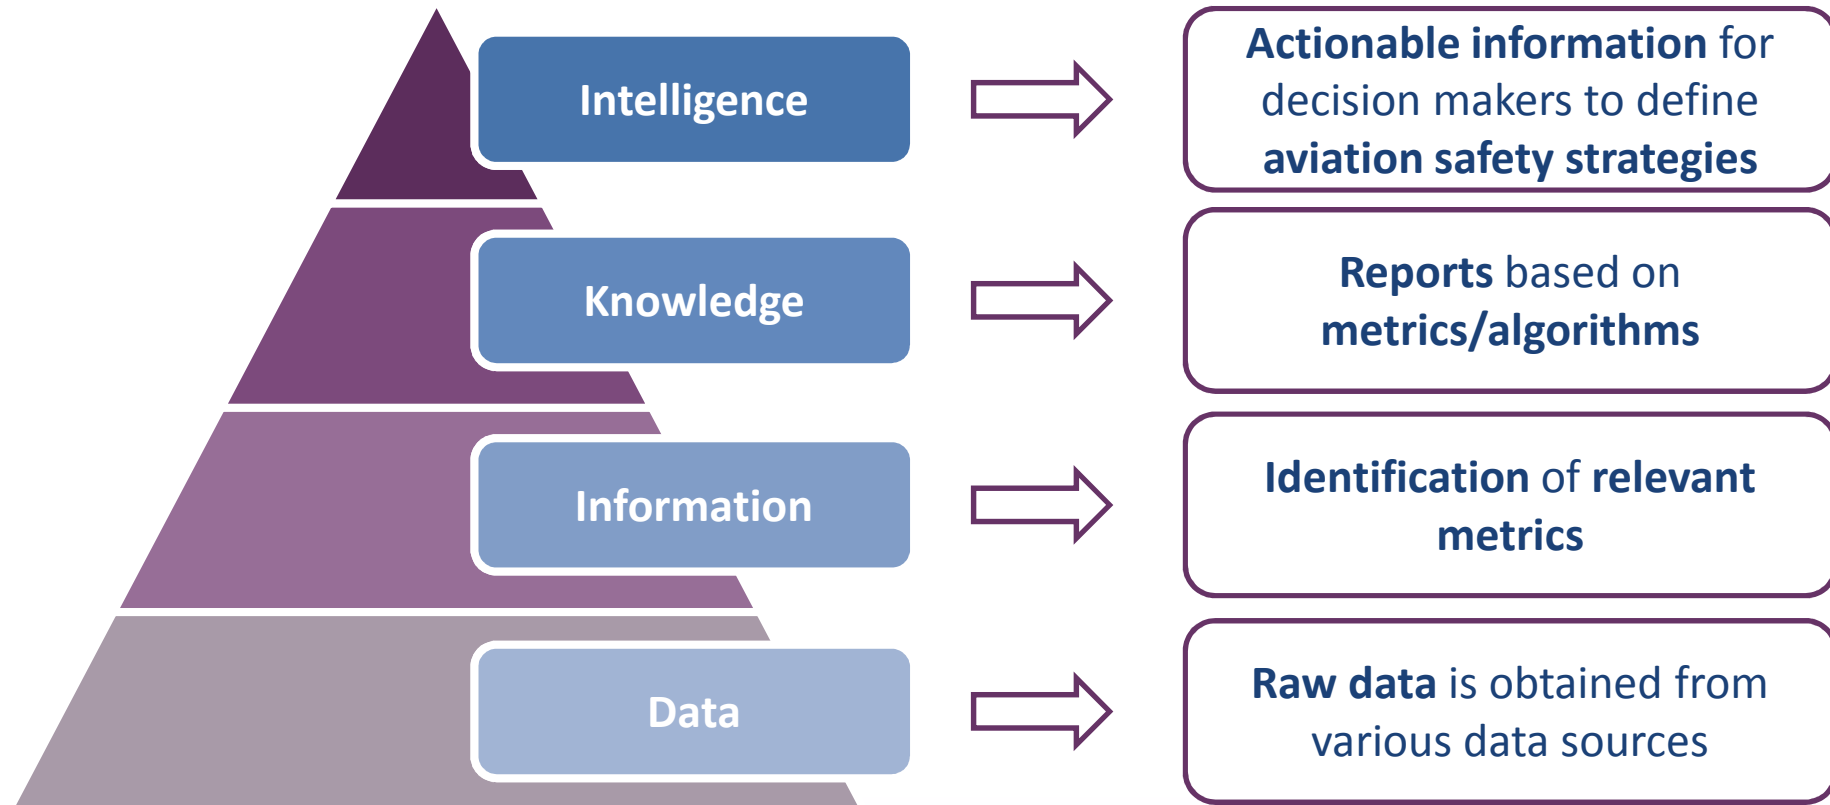 Intelligence
Actionable information for
decision makers to define
aviation safety strategies
Knowledge
Reports based on
metrics/algorithms
Information
Identification of relevant
metrics
Data
Raw data is obtained from
various data sources